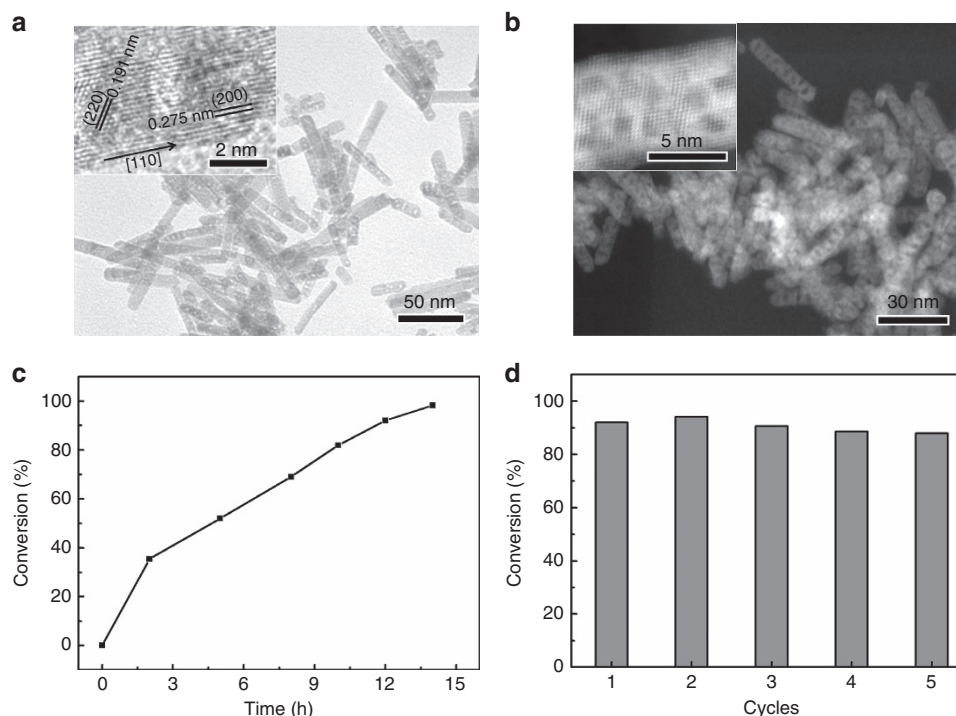 a
(220)
0.191 nm
(200)
0.275 nm
[110]
2 nm
50 nm
b
5 nm
30 nm
c
Conversion (%)
100
80
60
40
20
0
0 3 6 9 12 15
Time (h)
d
Conversion (%)
100
80
60
40
20
0
1 2 3 4 5
Cycles